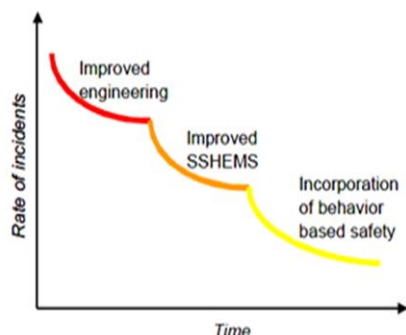 Improved
engineering
Improved
SSHEMS
Incorporation
of behavior
based safety
Rate of incidents
Time